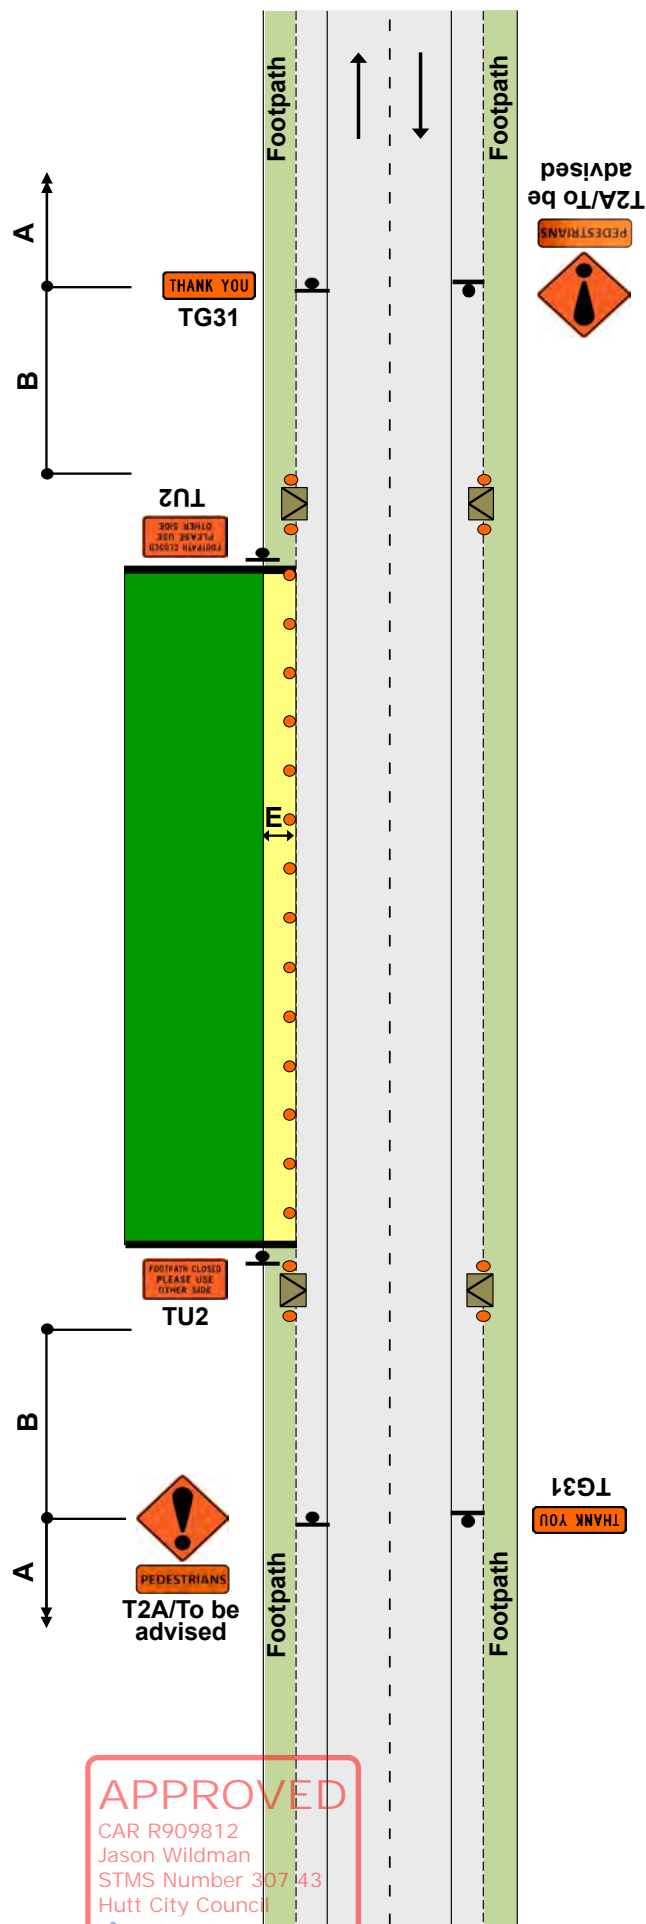 Footpath
Footpath
A
T2A/To be
advised
PEDESTRIANS
THANK YOU
TG31
B
TU2
FOOTPATH CLOSED
PLEASE USE
OTHER SIDE
E
FOOTPATH CLOSED
PLEASE USE
OTHER SIDE
TU2
B
TG31
THANK YOU
A
PEDESTRIANS
T2A/To be
advised
Footpath
Footpath
APPROVED
CAR R909812
Jason Wildman
STMS Number 307 43
Hutt City Council